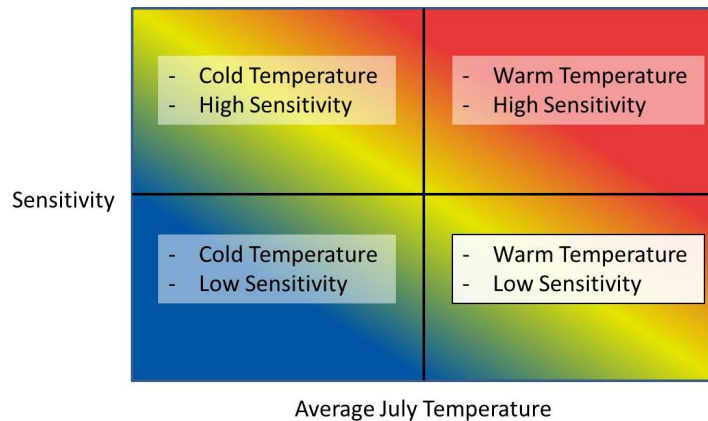 - Cold Temperature
- High Sensitivity
- Warm Temperature
- High Sensitivity
Sensitivity
- Cold Temperature
- Low Sensitivity
- Warm Temperature
- Low Sensitivity
Average July Temperature